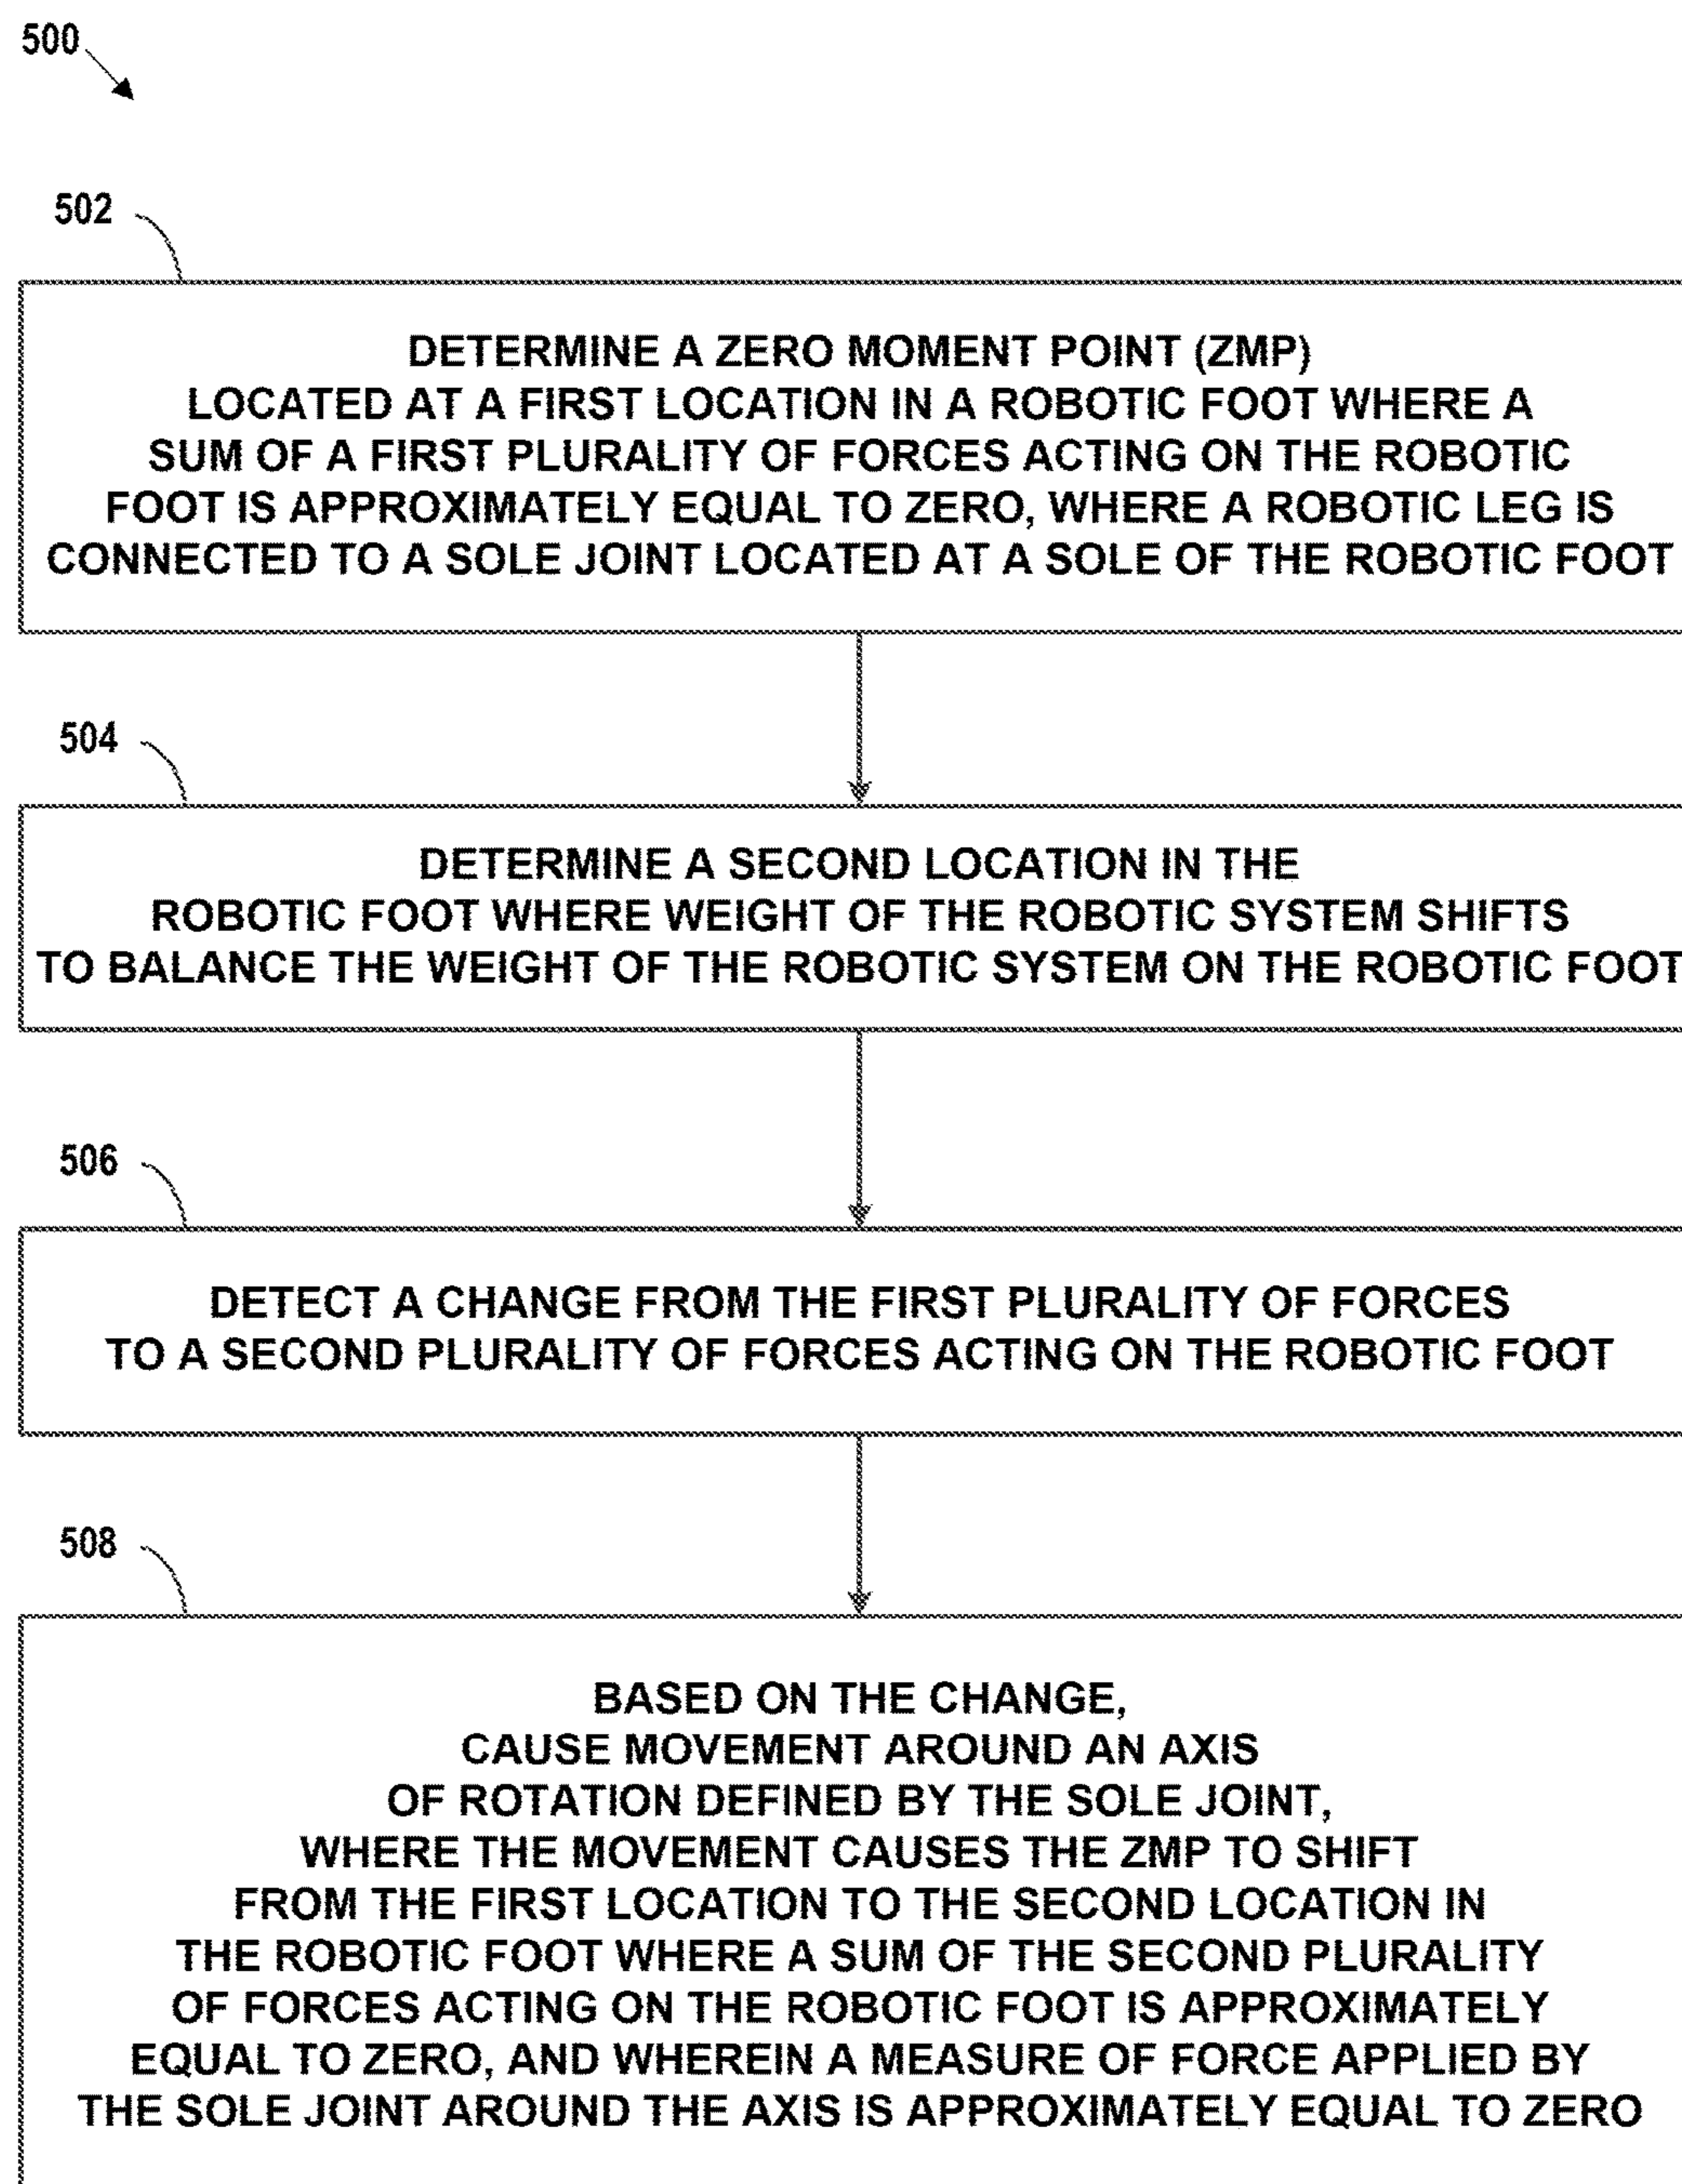 500
502
DETERMINE A ZERO MOMENT POINT (ZMP)
LOCATED AT A FIRST LOCATION IN A ROBOTIC FOOT WHERE A
SUM OF A FIRST PLURALITY OF FORCES ACTING ON THE ROBOTIC
FOOT IS APPROXIMATELY EQUAL TO ZERO, WHERE A ROBOTIC LEG IS
CONNECTED TO A SOLE JOINT LOCATED AT A SOLE OF THE ROBOTIC FOOT
504
DETERMINE A SECOND LOCATION IN THE
ROBOTIC FOOT WHERE WEIGHT OF THE ROBOTIC SYSTEM SHIFTS
TO BALANCE THE WEIGHT OF THE ROBOTIC SYSTEM ON THE ROBOTIC FOOT
506
DETECT A CHANGE FROM THE FIRST PLURALITY OF FORCES
TO A SECOND PLURALITY OF FORCES ACTING ON THE ROBOTIC FOOT
508
BASED ON THE CHANGE,
CAUSE MOVEMENT AROUND AN AXIS
OF ROTATION DEFINED BY THE SOLE JOINT,
WHERE THE MOVEMENT CAUSES THE ZMP TO SHIFT
FROM THE FIRST LOCATION TO THE SECOND LOCATION IN
THE ROBOTIC FOOT WHERE A SUM OF THE SECOND PLURALITY
OF FORCES ACTING ON THE ROBOTIC FOOT IS APPROXIMATELY
EQUAL TO ZERO, AND WHEREIN A MEASURE OF FORCE APPLIED BY
THE SOLE JOINT AROUND THE AXIS IS APPROXIMATELY EQUAL TO ZERO